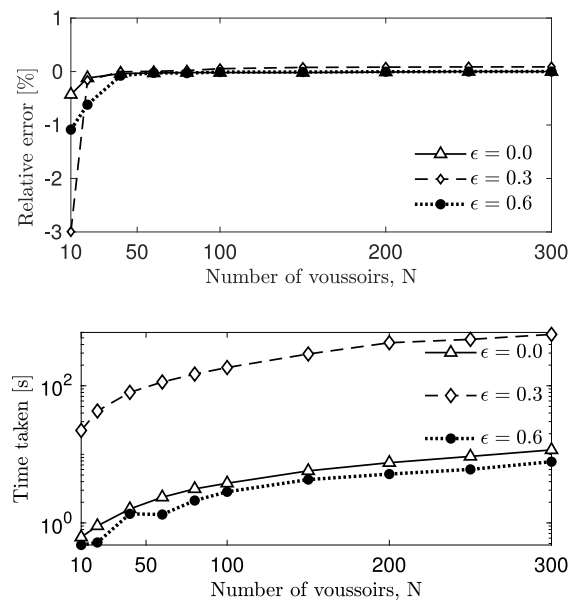 1
0
-1
-2
-3
Relative error [%]
ϵ = 0.0
ϵ = 0.3
ϵ = 0.6
10 50 100 200 300
Number of voussoirs, N
10²
10⁰
Time taken [s]
ϵ = 0.0
ϵ = 0.3
ϵ = 0.6
10 50 100 200 300
Number of voussoirs, N